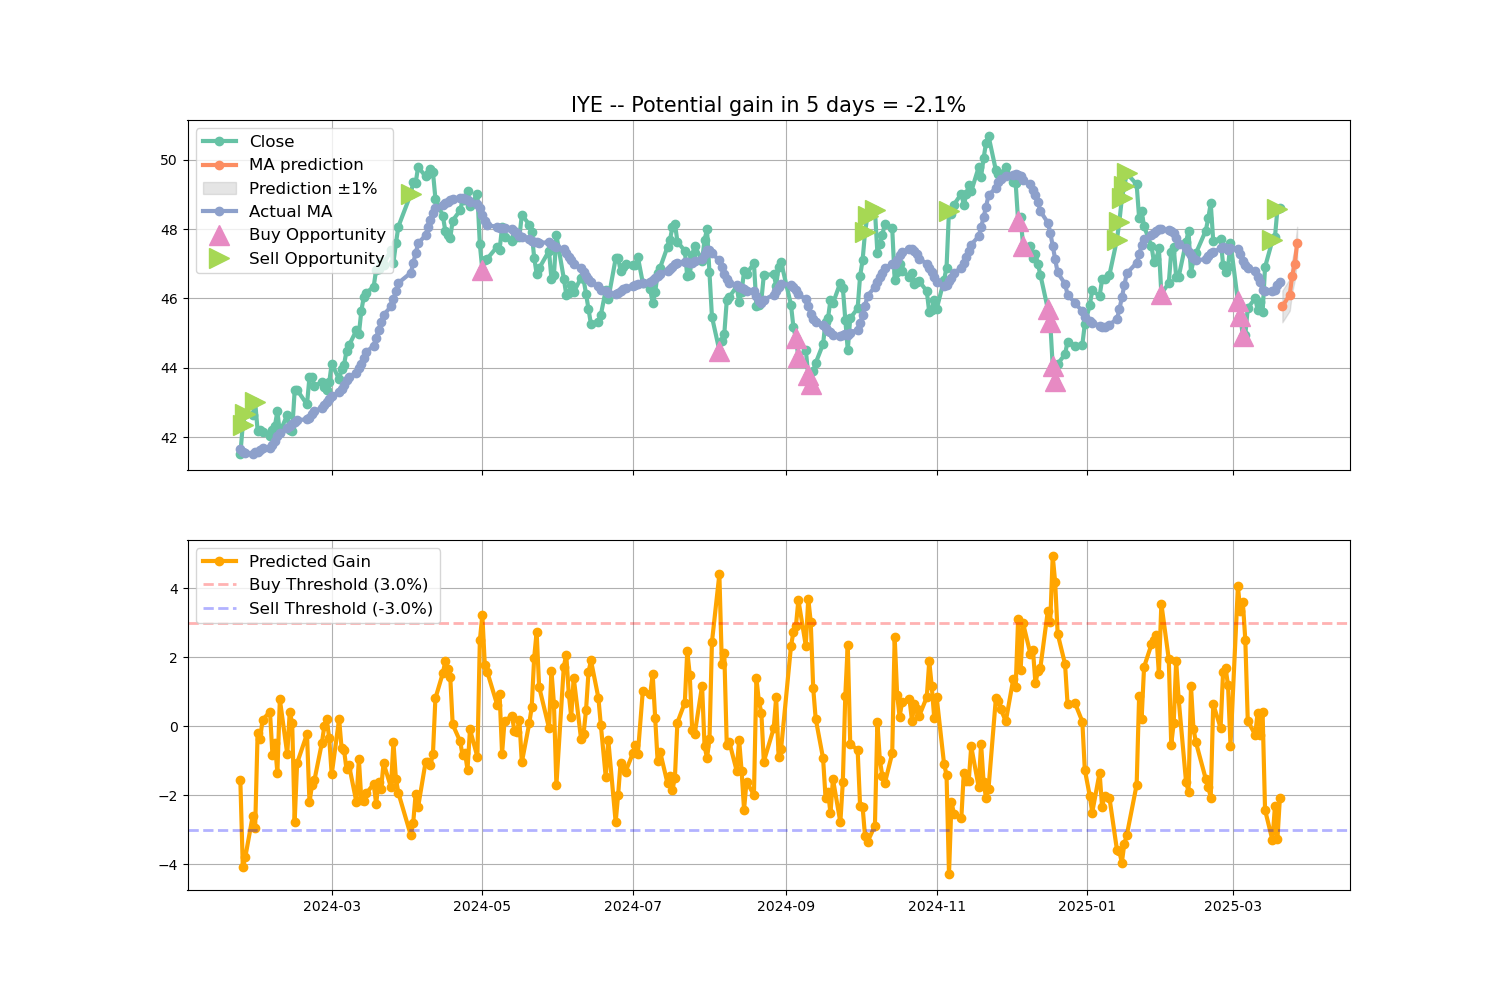 IYE -- Potential gain in 5 days = -2.1%
Close
MA prediction
Prediction ±1%
Actual MA
Buy Opportunity
Sell Opportunity
50
48
46
44
42
Predicted Gain
Buy Threshold (3.0%)
Sell Threshold (-3.0%)
4
2
0
−2
−4
2024-03 2024-05 2024-07 2024-09 2024-11 2025-01 2025-03